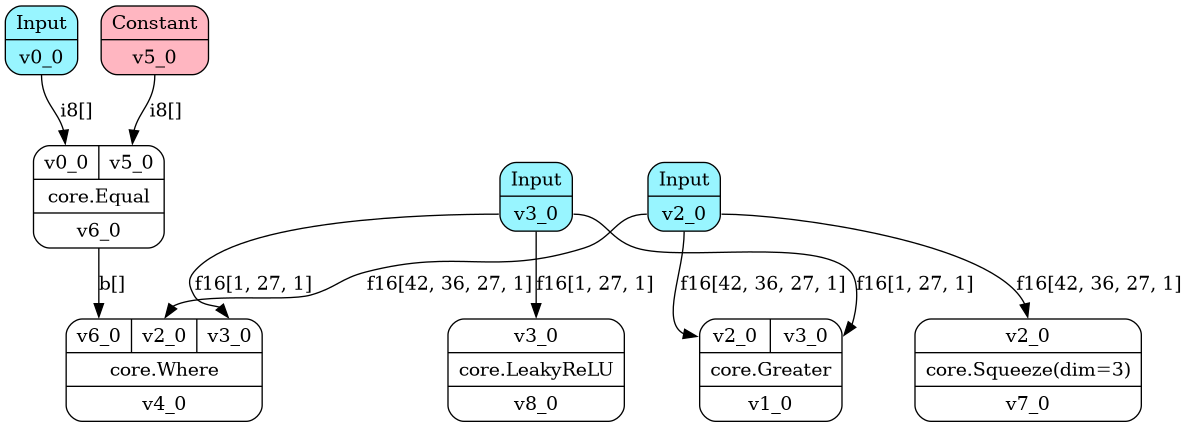 Input
v0_0
Constant
v5_0
i8[]
i8[]
v0_0 v5_0
core.Equal
v6_0
Input
v3_0
Input
v2_0
b[]
f16[1, 27, 1]
f16[42, 36, 27, 1]
f16[1, 27, 1]
f16[42, 36, 27, 1]
f16[1, 27, 1]
f16[42, 36, 27, 1]
v6_0 v2_0 v3_0
core.Where
v4_0
v3_0
core.LeakyReLU
v8_0
v2_0 v3_0
core.Greater
v1_0
v2_0
core.Squeeze(dim=3)
v7_0